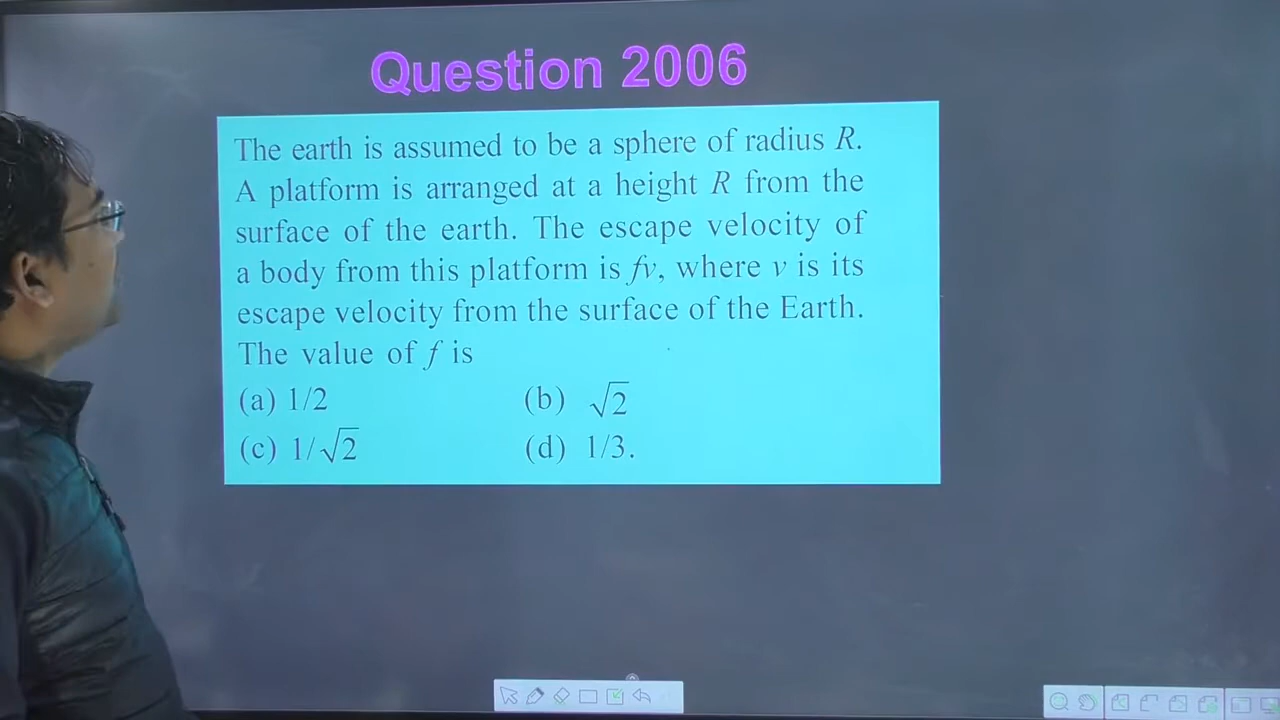 Question 2006
The earth is assumed to be a sphere of radius R.
A platform is arranged at a height R from the
surface of the earth. The escape velocity of
a body from this platform is fv, where v is its
escape velocity from the surface of the Earth.
The value of f is
(a) 1/2 (b) √2
(c) 1/√2 (d) 1/3.